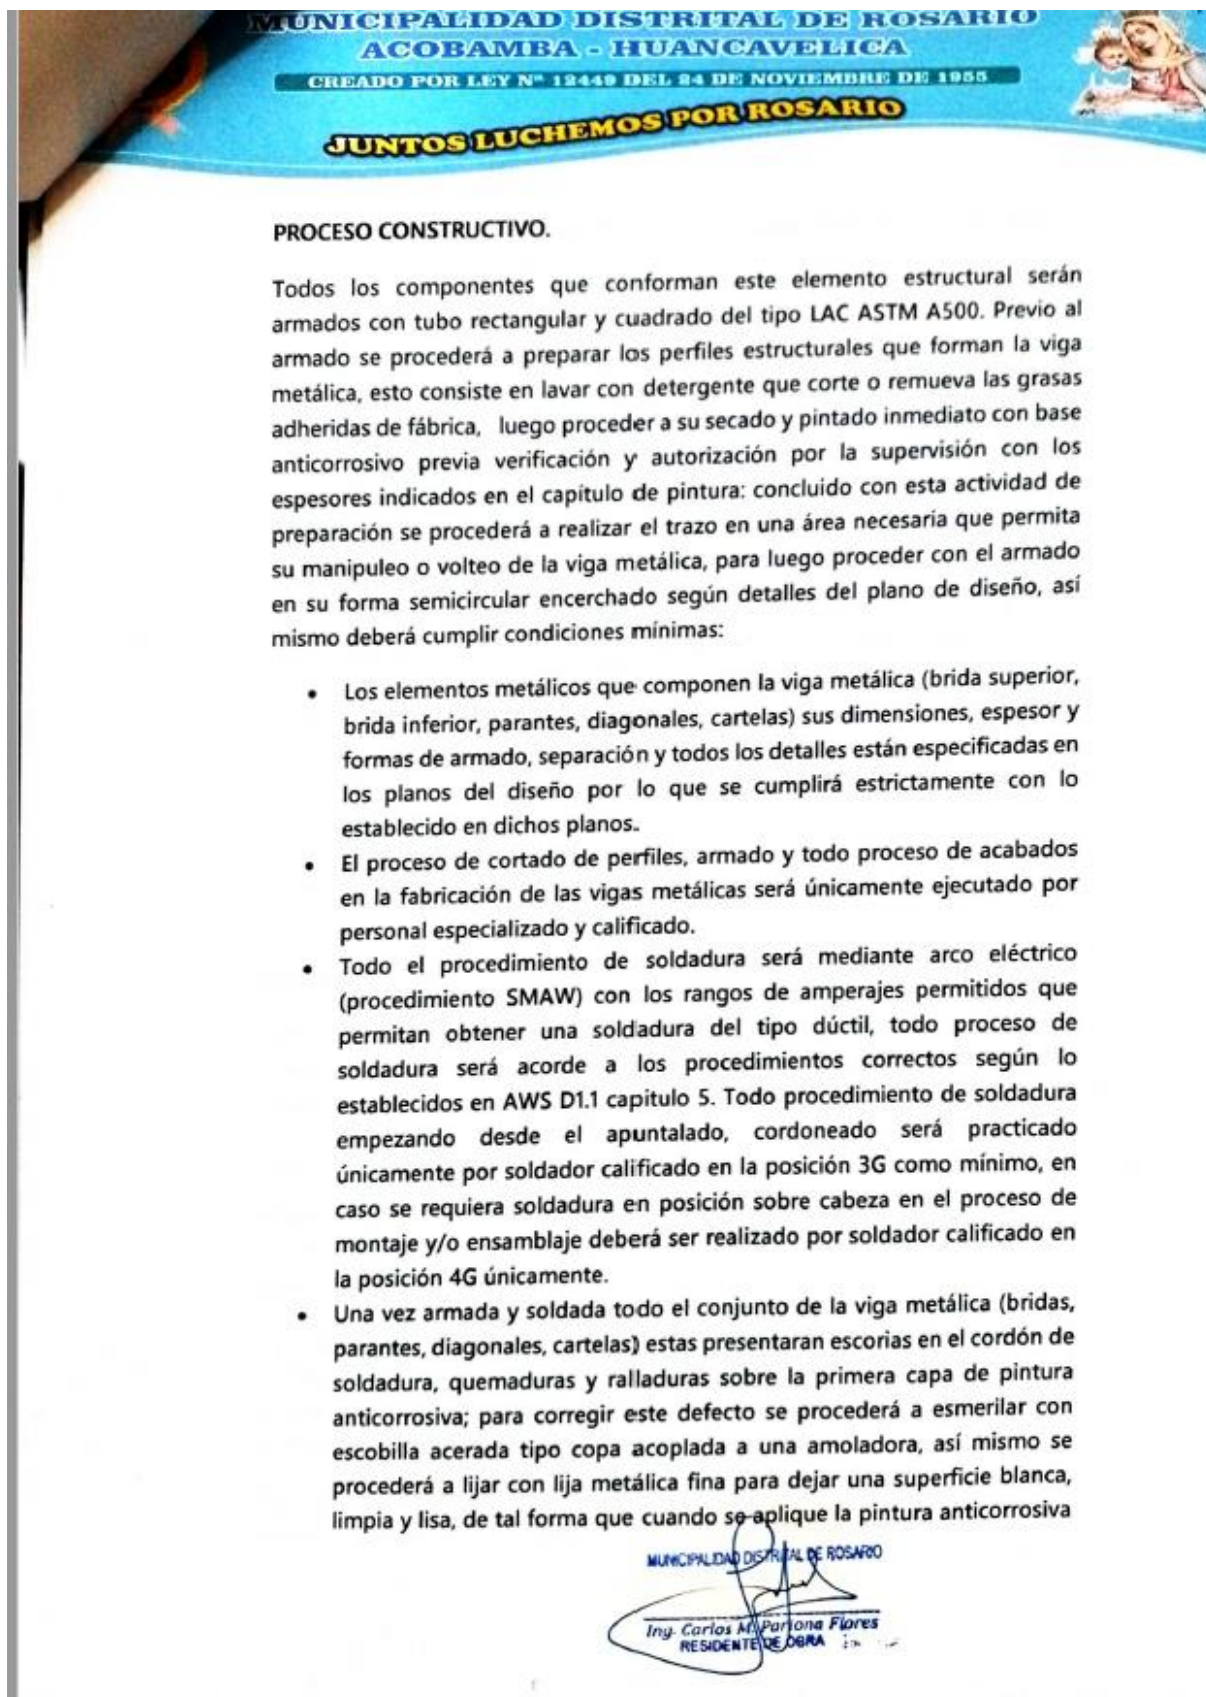 MUNICIPALIDAD DISTRITAL DE ROSARIO
ACOBAMBA - HUANCAVELICA
CREADO POR LEY Nº 12449 DEL 24 DE NOVIEMBRE DE 1955
JUNTOS LUCHEMOS POR ROSARIO
PROCESO CONSTRUCTIVO.
Todos los componentes que conforman este elemento estructural serán
armados con tubo rectangular y cuadrado del tipo LAC ASTM A500. Previo al
armado se procederá a preparar los perfiles estructurales que forman la viga
metálica, esto consiste en lavar con detergente que corte o remueva las grasas
adheridas de fábrica, luego proceder a su secado y pintado inmediato con base
anticorrosivo previa verificación y autorización por la supervisión con los
espesores indicados en el capítulo de pintura: concluido con esta actividad de
preparación se procederá a realizar el trazo en una área necesaria que permita
su manipuleo o volteo de la viga metálica, para luego proceder con el armado
en su forma semicircular encerchado según detalles del plano de diseño, así
mismo deberá cumplir condiciones mínimas:
• Los elementos metálicos que componen la viga metálica (brida superior,
brida inferior, parantes, diagonales, cartelas) sus dimensiones, espesor y
formas de armado, separación y todos los detalles están especificadas en
los planos del diseño por lo que se cumplirá estrictamente con lo
establecido en dichos planos.
• El proceso de cortado de perfiles, armado y todo proceso de acabados
en la fabricación de las vigas metálicas será únicamente ejecutado por
personal especializado y calificado.
• Todo el procedimiento de soldadura será mediante arco eléctrico
(procedimiento SMAW) con los rangos de amperajes permitidos que
permitan obtener una soldadura del tipo dúctil, todo proceso de
soldadura será acorde a los procedimientos correctos según lo
establecidos en AWS D1.1 capitulo 5. Todo procedimiento de soldadura
empezando desde el apuntalado, cordoneado será practicado
únicamente por soldador calificado en la posición 3G como mínimo, en
caso se requiera soldadura en posición sobre cabeza en el proceso de
montaje y/o ensamblaje deberá ser realizado por soldador calificado en
la posición 4G únicamente.
• Una vez armada y soldada todo el conjunto de la viga metálica (bridas,
parantes, diagonales, cartelas) estas presentaran escorias en el cordón de
soldadura, quemaduras y ralladuras sobre la primera capa de pintura
anticorrosiva; para corregir este defecto se procederá a esmerilar con
escobilla acerada tipo copa acoplada a una amoladora, así mismo se
procederá a lijar con lija metálica fina para dejar una superficie blanca,
limpia y lisa, de tal forma que cuando se aplique la pintura anticorrosiva
MUNICIPALIDAD DISTRITAL DE ROSARIO
Ing. Carlos M. Pariona Flores
RESIDENTE DE OBRA